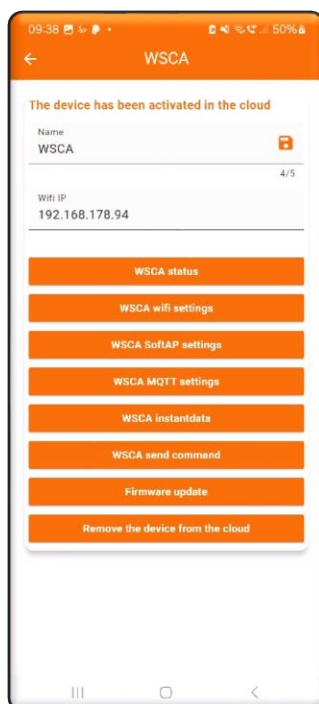 09:38 50%
WSCA
The device has been activated in the cloud
Name
WSCA
4/5
Wifi IP
192.168.178.94
WSCA status
WSCA wifi settings
WSCA SoftAP settings
WSCA MQTT settings
WSCA instantdata
WSCA send command
Firmware update
Remove the device from the cloud